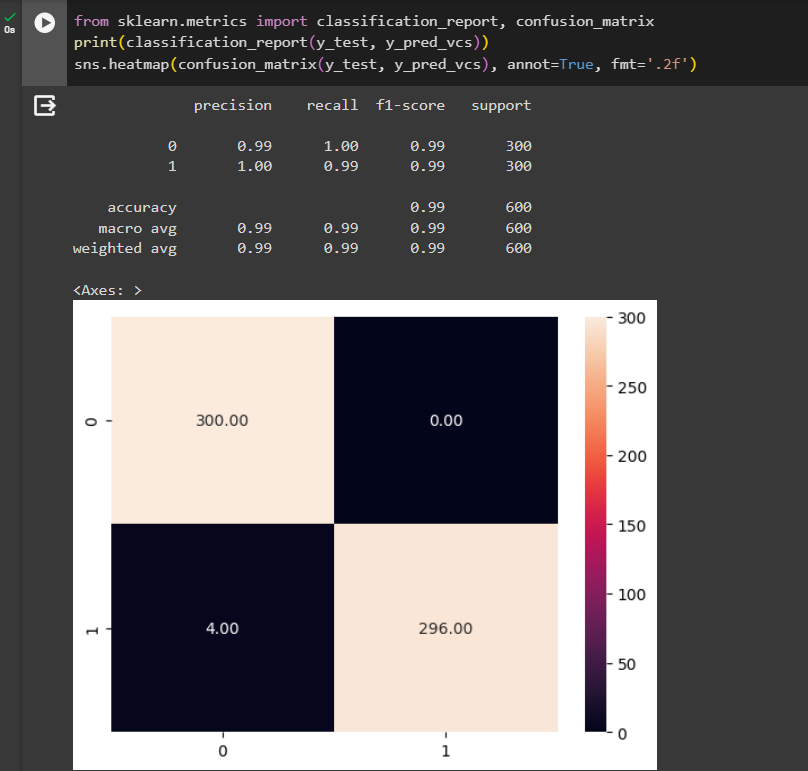 0s
from sklearn.metrics import classification_report, confusion_matrix
print(classification_report(y_test, y_pred_vcs))
sns.heatmap(confusion_matrix(y_test, y_pred_vcs), annot=True, fmt='.2f')
precision recall f1-score support
0 0.99 1.00 0.99 300
1 1.00 0.99 0.99 300
accuracy 0.99 600
macro avg 0.99 0.99 0.99 600
weighted avg 0.99 0.99 0.99 600
<Axes: >
300
250
0 300.00 0.00
200
150
100
1 4.00 296.00
50
0
0 1